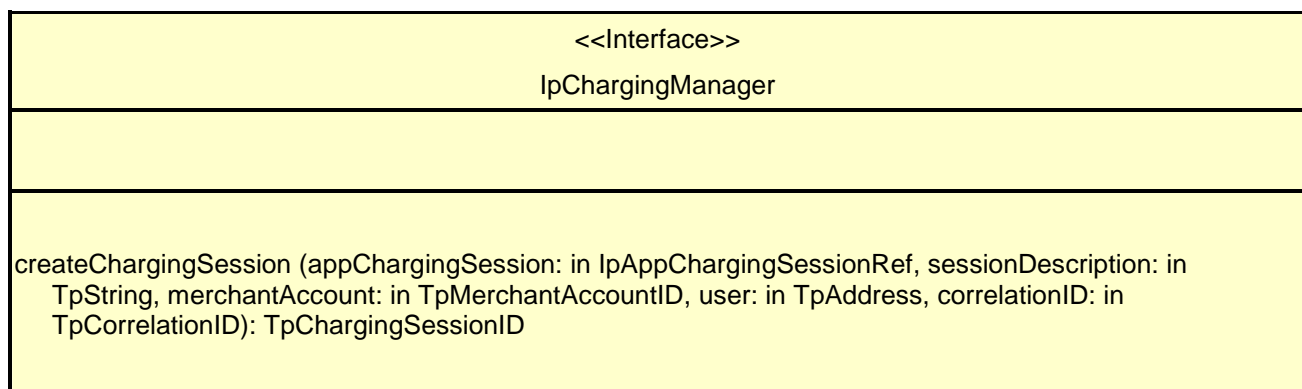 <<Interface>>
IpChargingManager
createChargingSession (appChargingSession: in IpAppChargingSessionRef, sessionDescription: in
TpString, merchantAccount: in TpMerchantAccountID, user: in TpAddress, correlationID: in
TpCorrelationID): TpChargingSessionID